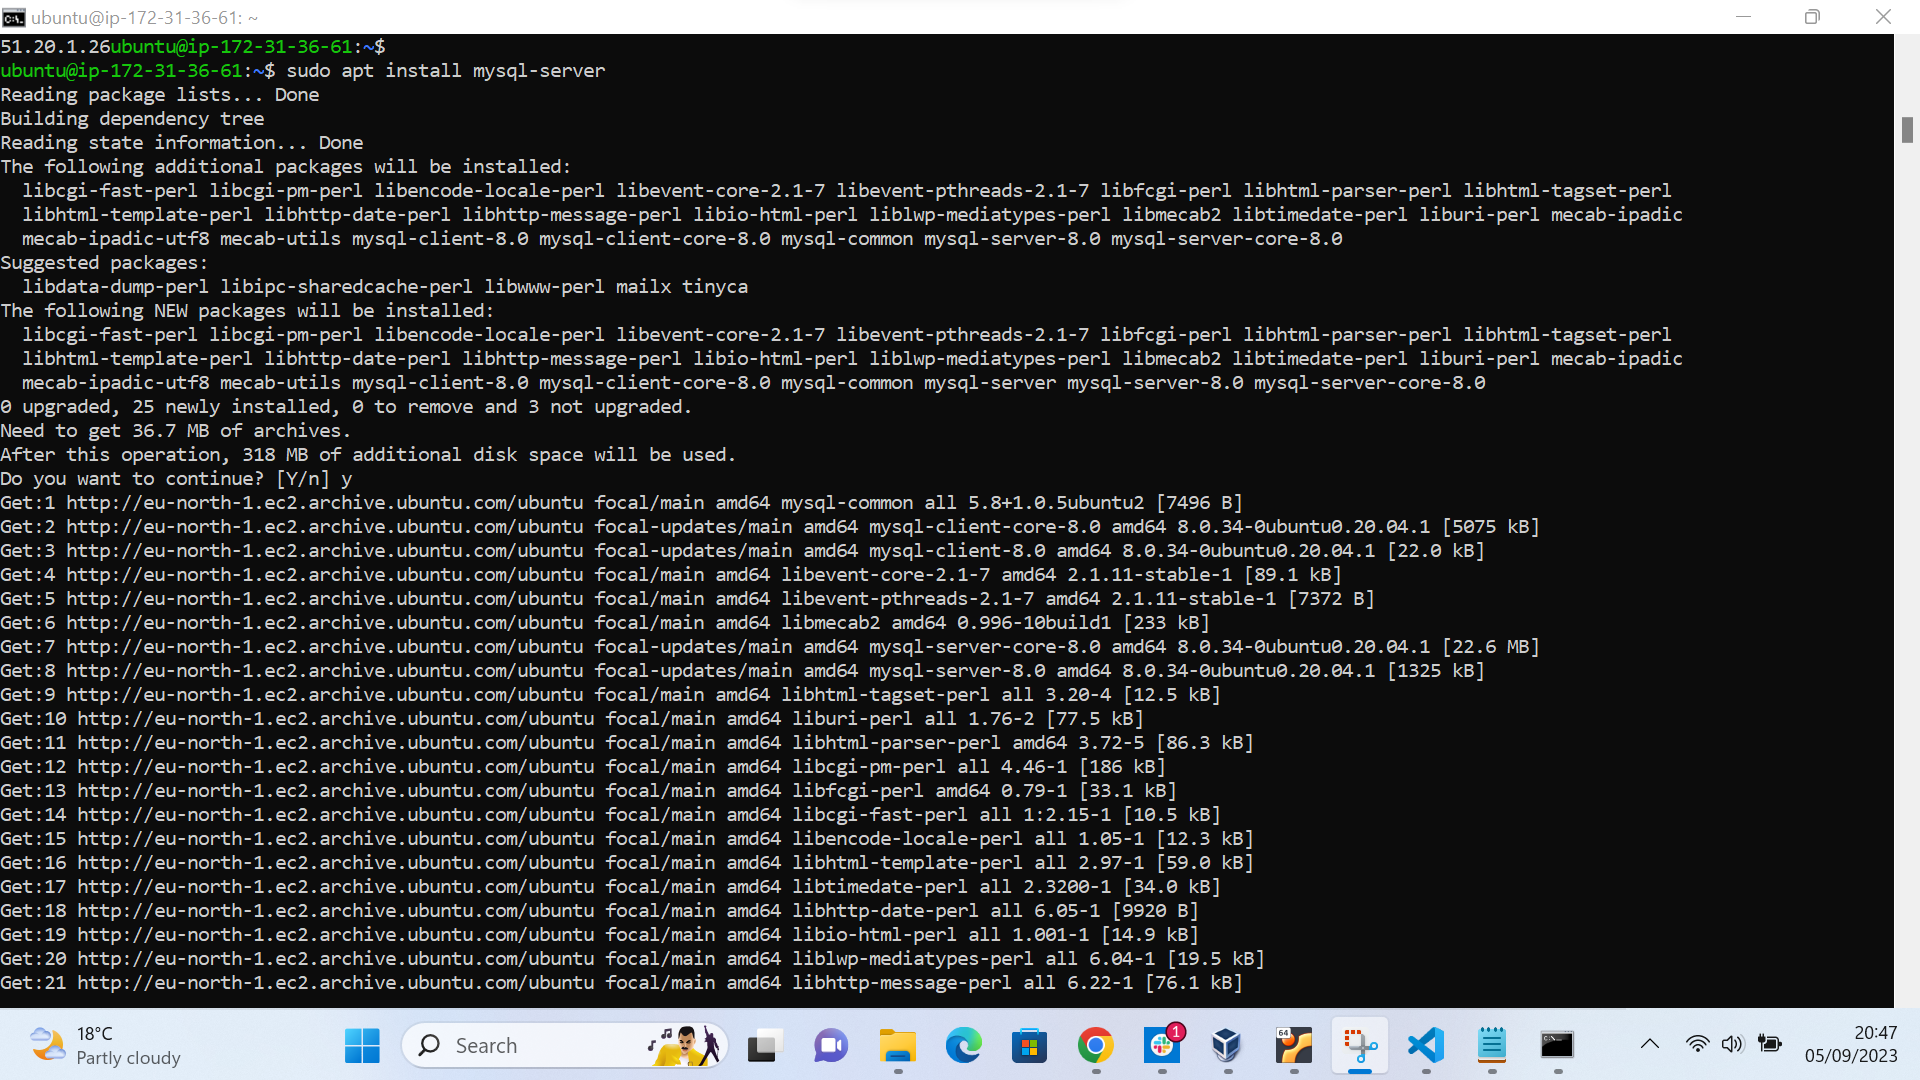 ubuntu@ip-172-31-36-61: ~
51.20.1.26ubuntu@ip-172-31-36-61:~$
ubuntu@ip-172-31-36-61:~$ sudo apt install mysql-server
Reading package lists... Done
Building dependency tree
Reading state information... Done
The following additional packages will be installed:
  libcgi-fast-perl libcgi-pm-perl libencode-locale-perl libevent-core-2.1-7 libevent-pthreads-2.1-7 libfcgi-perl libhtml-parser-perl libhtml-tagset-perl
  libhtml-template-perl libhttp-date-perl libhttp-message-perl libio-html-perl liblwp-mediatypes-perl libmecab2 libtimedate-perl liburi-perl mecab-ipadic
  mecab-ipadic-utf8 mecab-utils mysql-client-8.0 mysql-client-core-8.0 mysql-common mysql-server-8.0 mysql-server-core-8.0
Suggested packages:
  libdata-dump-perl libipc-sharedcache-perl libwww-perl mailx tinyca
The following NEW packages will be installed:
  libcgi-fast-perl libcgi-pm-perl libencode-locale-perl libevent-core-2.1-7 libevent-pthreads-2.1-7 libfcgi-perl libhtml-parser-perl libhtml-tagset-perl
  libhtml-template-perl libhttp-date-perl libhttp-message-perl libio-html-perl liblwp-mediatypes-perl libmecab2 libtimedate-perl liburi-perl mecab-ipadic
  mecab-ipadic-utf8 mecab-utils mysql-client-8.0 mysql-client-core-8.0 mysql-common mysql-server mysql-server-8.0 mysql-server-core-8.0
0 upgraded, 25 newly installed, 0 to remove and 3 not upgraded.
Need to get 36.7 MB of archives.
After this operation, 318 MB of additional disk space will be used.
Do you want to continue? [Y/n] y
Get:1 http://eu-north-1.ec2.archive.ubuntu.com/ubuntu focal/main amd64 mysql-common all 5.8+1.0.5ubuntu2 [7496 B]
Get:2 http://eu-north-1.ec2.archive.ubuntu.com/ubuntu focal-updates/main amd64 mysql-client-core-8.0 amd64 8.0.34-0ubuntu0.20.04.1 [5075 kB]
Get:3 http://eu-north-1.ec2.archive.ubuntu.com/ubuntu focal-updates/main amd64 mysql-client-8.0 amd64 8.0.34-0ubuntu0.20.04.1 [22.0 kB]
Get:4 http://eu-north-1.ec2.archive.ubuntu.com/ubuntu focal/main amd64 libevent-core-2.1-7 amd64 2.1.11-stable-1 [89.1 kB]
Get:5 http://eu-north-1.ec2.archive.ubuntu.com/ubuntu focal/main amd64 libevent-pthreads-2.1-7 amd64 2.1.11-stable-1 [7372 B]
Get:6 http://eu-north-1.ec2.archive.ubuntu.com/ubuntu focal/main amd64 libmecab2 amd64 0.996-10build1 [233 kB]
Get:7 http://eu-north-1.ec2.archive.ubuntu.com/ubuntu focal-updates/main amd64 mysql-server-core-8.0 amd64 8.0.34-0ubuntu0.20.04.1 [22.6 MB]
Get:8 http://eu-north-1.ec2.archive.ubuntu.com/ubuntu focal-updates/main amd64 mysql-server-8.0 amd64 8.0.34-0ubuntu0.20.04.1 [1325 kB]
Get:9 http://eu-north-1.ec2.archive.ubuntu.com/ubuntu focal/main amd64 libhtml-tagset-perl all 3.20-4 [12.5 kB]
Get:10 http://eu-north-1.ec2.archive.ubuntu.com/ubuntu focal/main amd64 liburi-perl all 1.76-2 [77.5 kB]
Get:11 http://eu-north-1.ec2.archive.ubuntu.com/ubuntu focal/main amd64 libhtml-parser-perl amd64 3.72-5 [86.3 kB]
Get:12 http://eu-north-1.ec2.archive.ubuntu.com/ubuntu focal/main amd64 libcgi-pm-perl all 4.46-1 [186 kB]
Get:13 http://eu-north-1.ec2.archive.ubuntu.com/ubuntu focal/main amd64 libfcgi-perl amd64 0.79-1 [33.1 kB]
Get:14 http://eu-north-1.ec2.archive.ubuntu.com/ubuntu focal/main amd64 libcgi-fast-perl all 1:2.15-1 [10.5 kB]
Get:15 http://eu-north-1.ec2.archive.ubuntu.com/ubuntu focal/main amd64 libencode-locale-perl all 1.05-1 [12.3 kB]
Get:16 http://eu-north-1.ec2.archive.ubuntu.com/ubuntu focal/main amd64 libhtml-template-perl all 2.97-1 [59.0 kB]
Get:17 http://eu-north-1.ec2.archive.ubuntu.com/ubuntu focal/main amd64 libtimedate-perl all 2.3200-1 [34.0 kB]
Get:18 http://eu-north-1.ec2.archive.ubuntu.com/ubuntu focal/main amd64 libhttp-date-perl all 6.05-1 [9920 B]
Get:19 http://eu-north-1.ec2.archive.ubuntu.com/ubuntu focal/main amd64 libio-html-perl all 1.001-1 [14.9 kB]
Get:20 http://eu-north-1.ec2.archive.ubuntu.com/ubuntu focal/main amd64 liblwp-mediatypes-perl all 6.04-1 [19.5 kB]
Get:21 http://eu-north-1.ec2.archive.ubuntu.com/ubuntu focal/main amd64 libhttp-message-perl all 6.22-1 [76.1 kB]
18°C
Partly cloudy
Search
1
64
20:47
05/09/2023